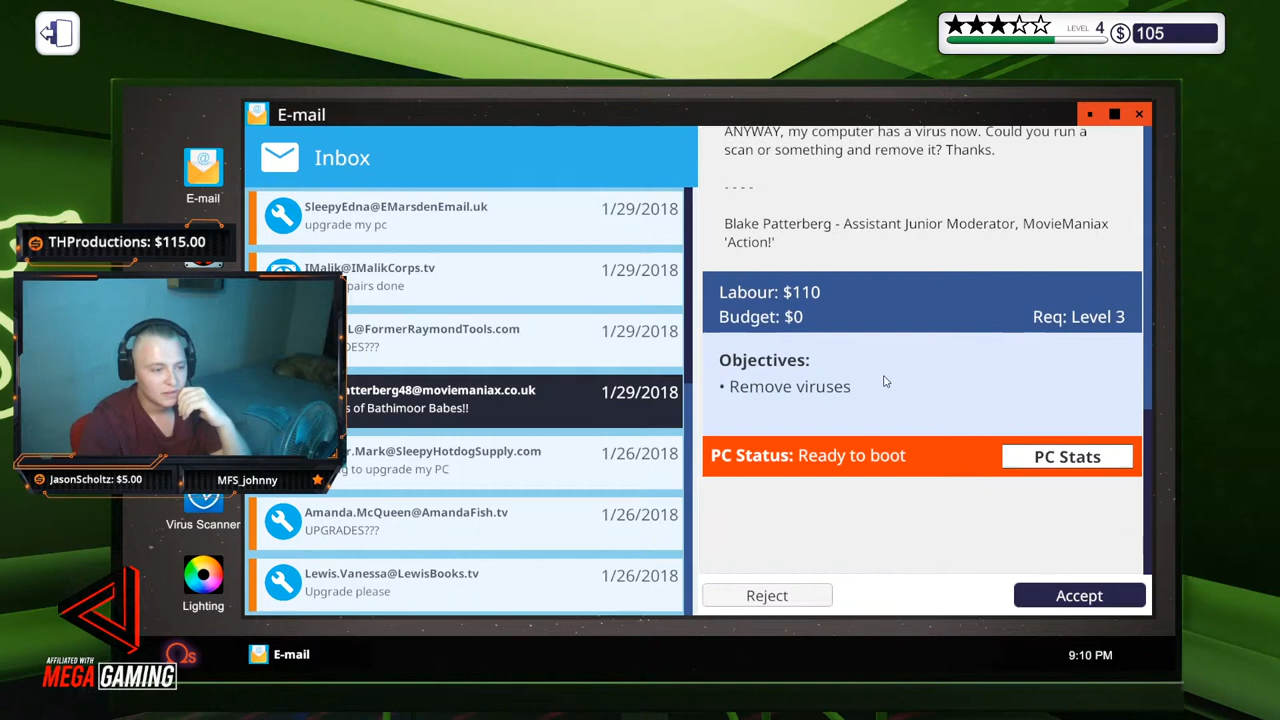 LEVEL 4 $ 105
E-mail
Inbox
E-mail
SleepyEdna@EMarsdenEmail.uk 1/29/2018
upgrade my pc
IMalik@IMalikCorps.tv 1/29/2018
pairs done
L@FormerRaymondTools.com 1/29/2018
DES???
atterberg48@moviemaniax.co.uk 1/29/2018
s of Bathimoor Babes!!
r.Mark@SleepyHotdogSupply.com 1/26/2018
g to upgrade my PC
Amanda.McQueen@AmandaFish.tv 1/26/2018
UPGRADES???
Lewis.Vanessa@LewisBooks.tv 1/26/2018
Upgrade please
ANYWAY, my computer has a virus now. Could you run a
scan or something and remove it? Thanks.
- - - -
Blake Patterberg - Assistant Junior Moderator, MovieManiax
'Action!'
Labour: $110
Budget: $0 Req: Level 3
Objectives:
• Remove viruses
PC Status: Ready to boot PC Stats
Reject Accept
THProductions: $115.00
JasonScholtz: $5.00 MFS_johnny
Virus Scanner
Lighting
AFFILIATED WITH
MEGA GAMING
Os E-mail 9:10 PM